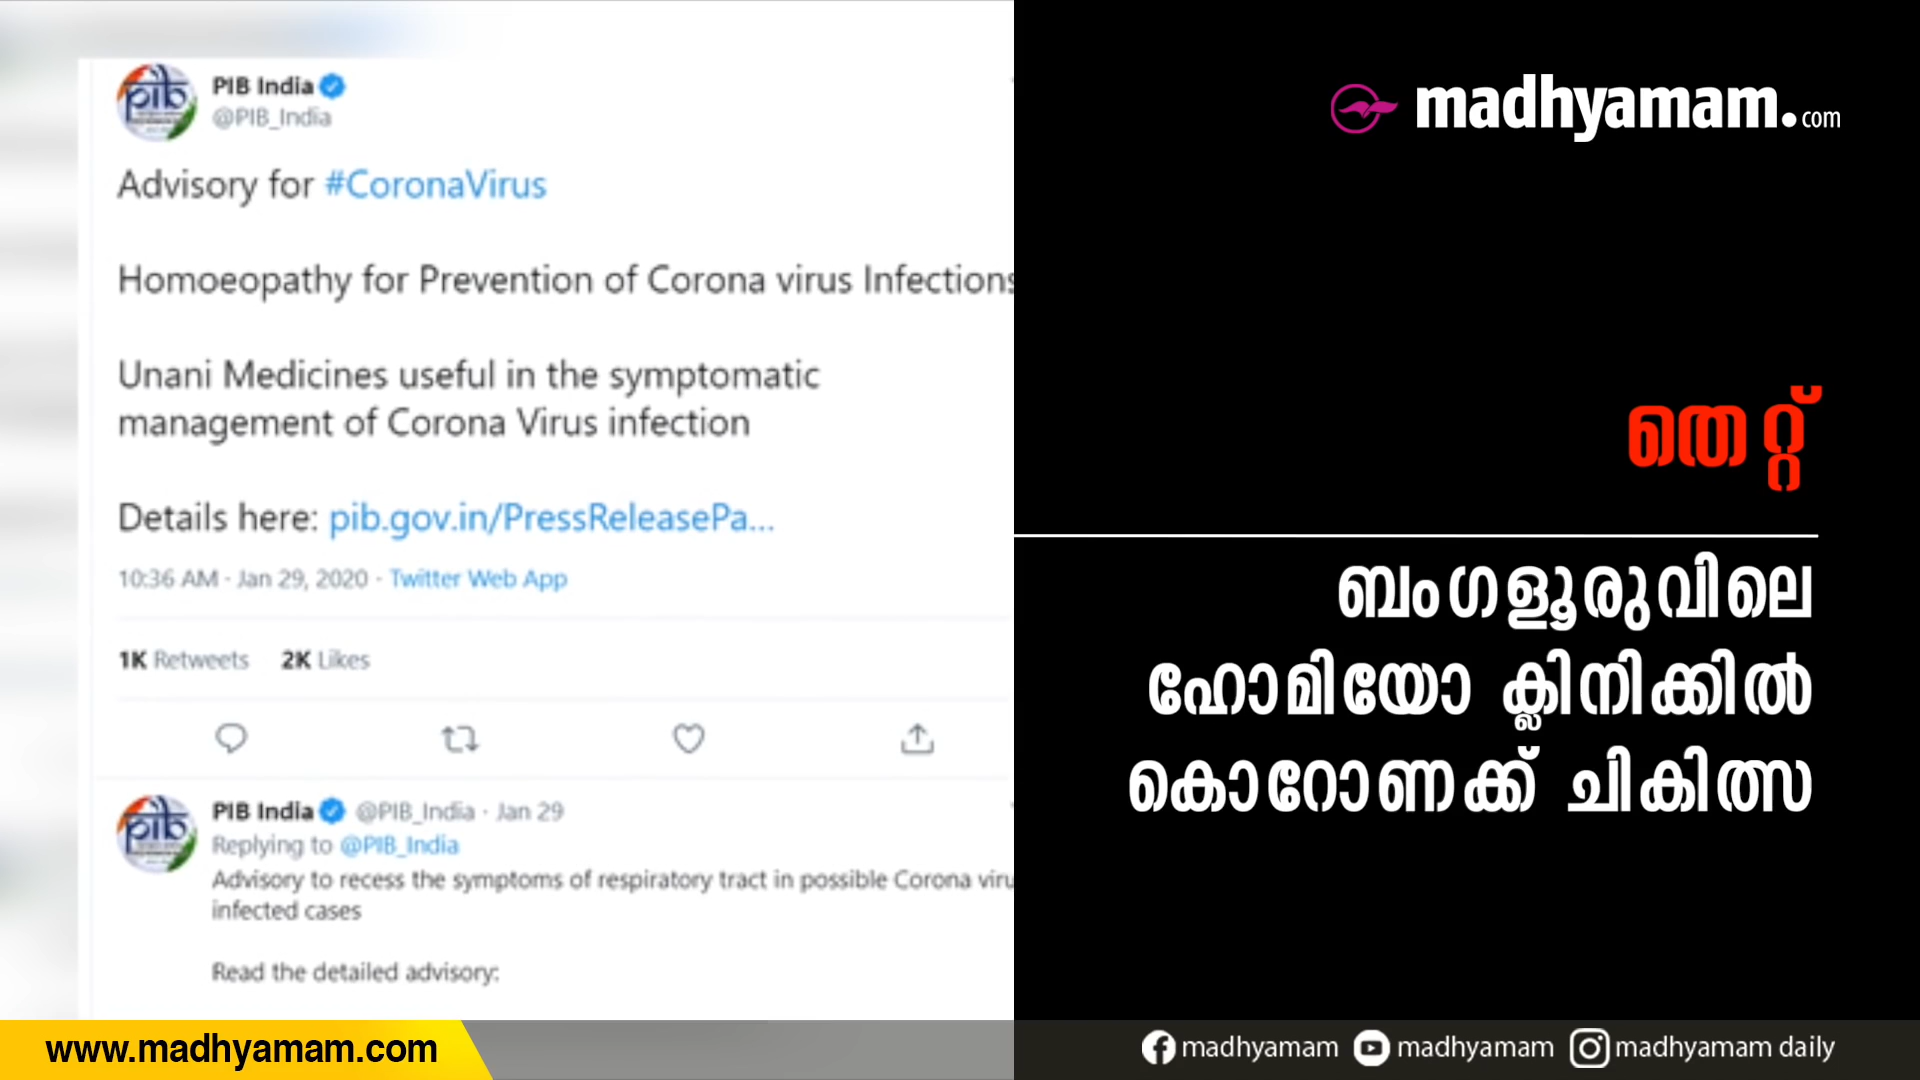 PIB India
@PIB_India
Advisory for #CoronaVirus
Homoeopathy for Prevention of Corona virus Infections
Unani Medicines useful in the symptomatic
management of Corona Virus infection
Details here: pib.gov.in/PressReleasePa...
10:36 AM · Jan 29, 2020 · Twitter Web App
1K Retweets 2K Likes
PIB India @PIB_India · Jan 29
Replying to @PIB_India
Advisory to recess the symptoms of respiratory tract in possible Corona viru
infected cases
Read the detailed advisory:
madhyamam.com
തെറ്റ്
ബംഗളൂരുവിലെ
ഹോമിയോ ക്ലിനിക്കിൽ
കൊറോണക്ക് ചികിത്സ
www.madhyamam.com
madhyamam madhyamam madhyamam daily